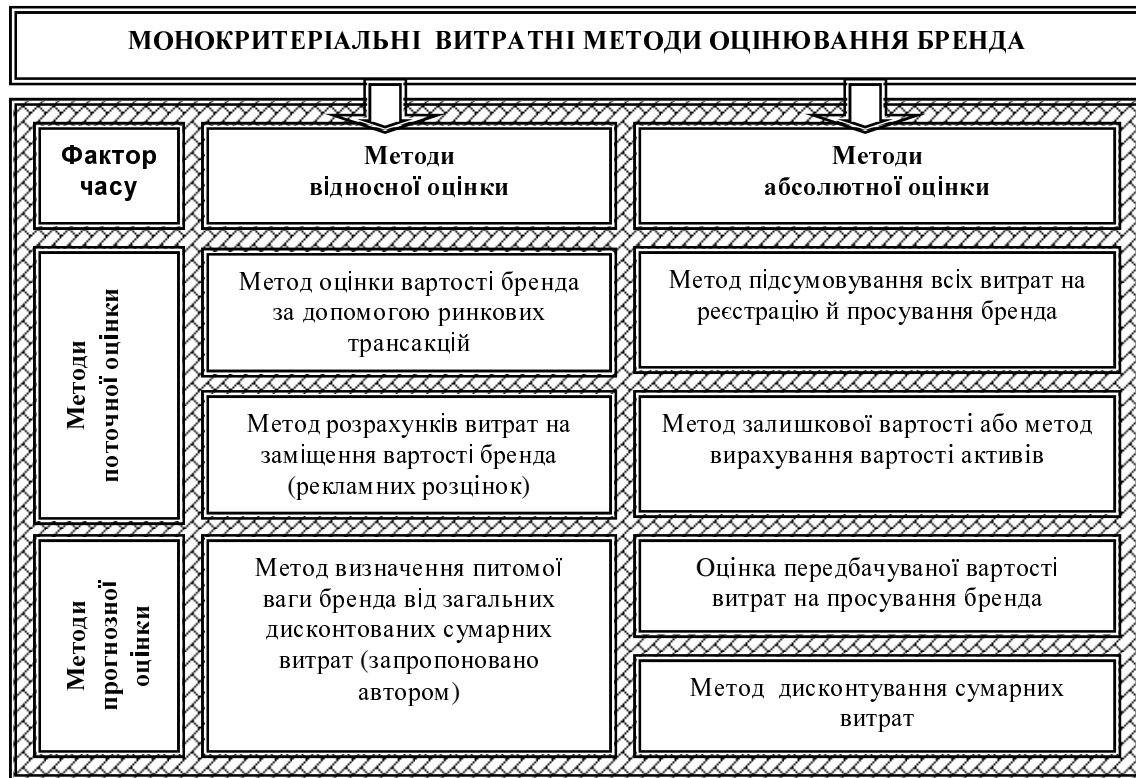 МОНОКРИТЕРІАЛЬНІ ВИТРАТНІ МЕТОДИ ОЦІНЮВАННЯ БРЕНДА
Фактор
часу
Методи
відносної оцінки
Методи
абсолютної оцінки
Методи
поточної оцінки
Метод оцінки вартості бренда
за допомогою ринкових
трансакцій
Метод підсумовування всіх витрат на
реєстрацію й просування бренда
Метод розрахунків витрат на
заміщення вартості бренда
(рекламних розцінок)
Метод залишкової вартості або метод
вирахування вартості активів
Методи
прогнозної
оцінки
Метод визначення питомої
ваги бренда від загальних
дисконтованих сумарних
витрат (запропоновано
автором)
Оцінка передбачуваної вартості
витрат на просування бренда
Метод дисконтування сумарних
витрат